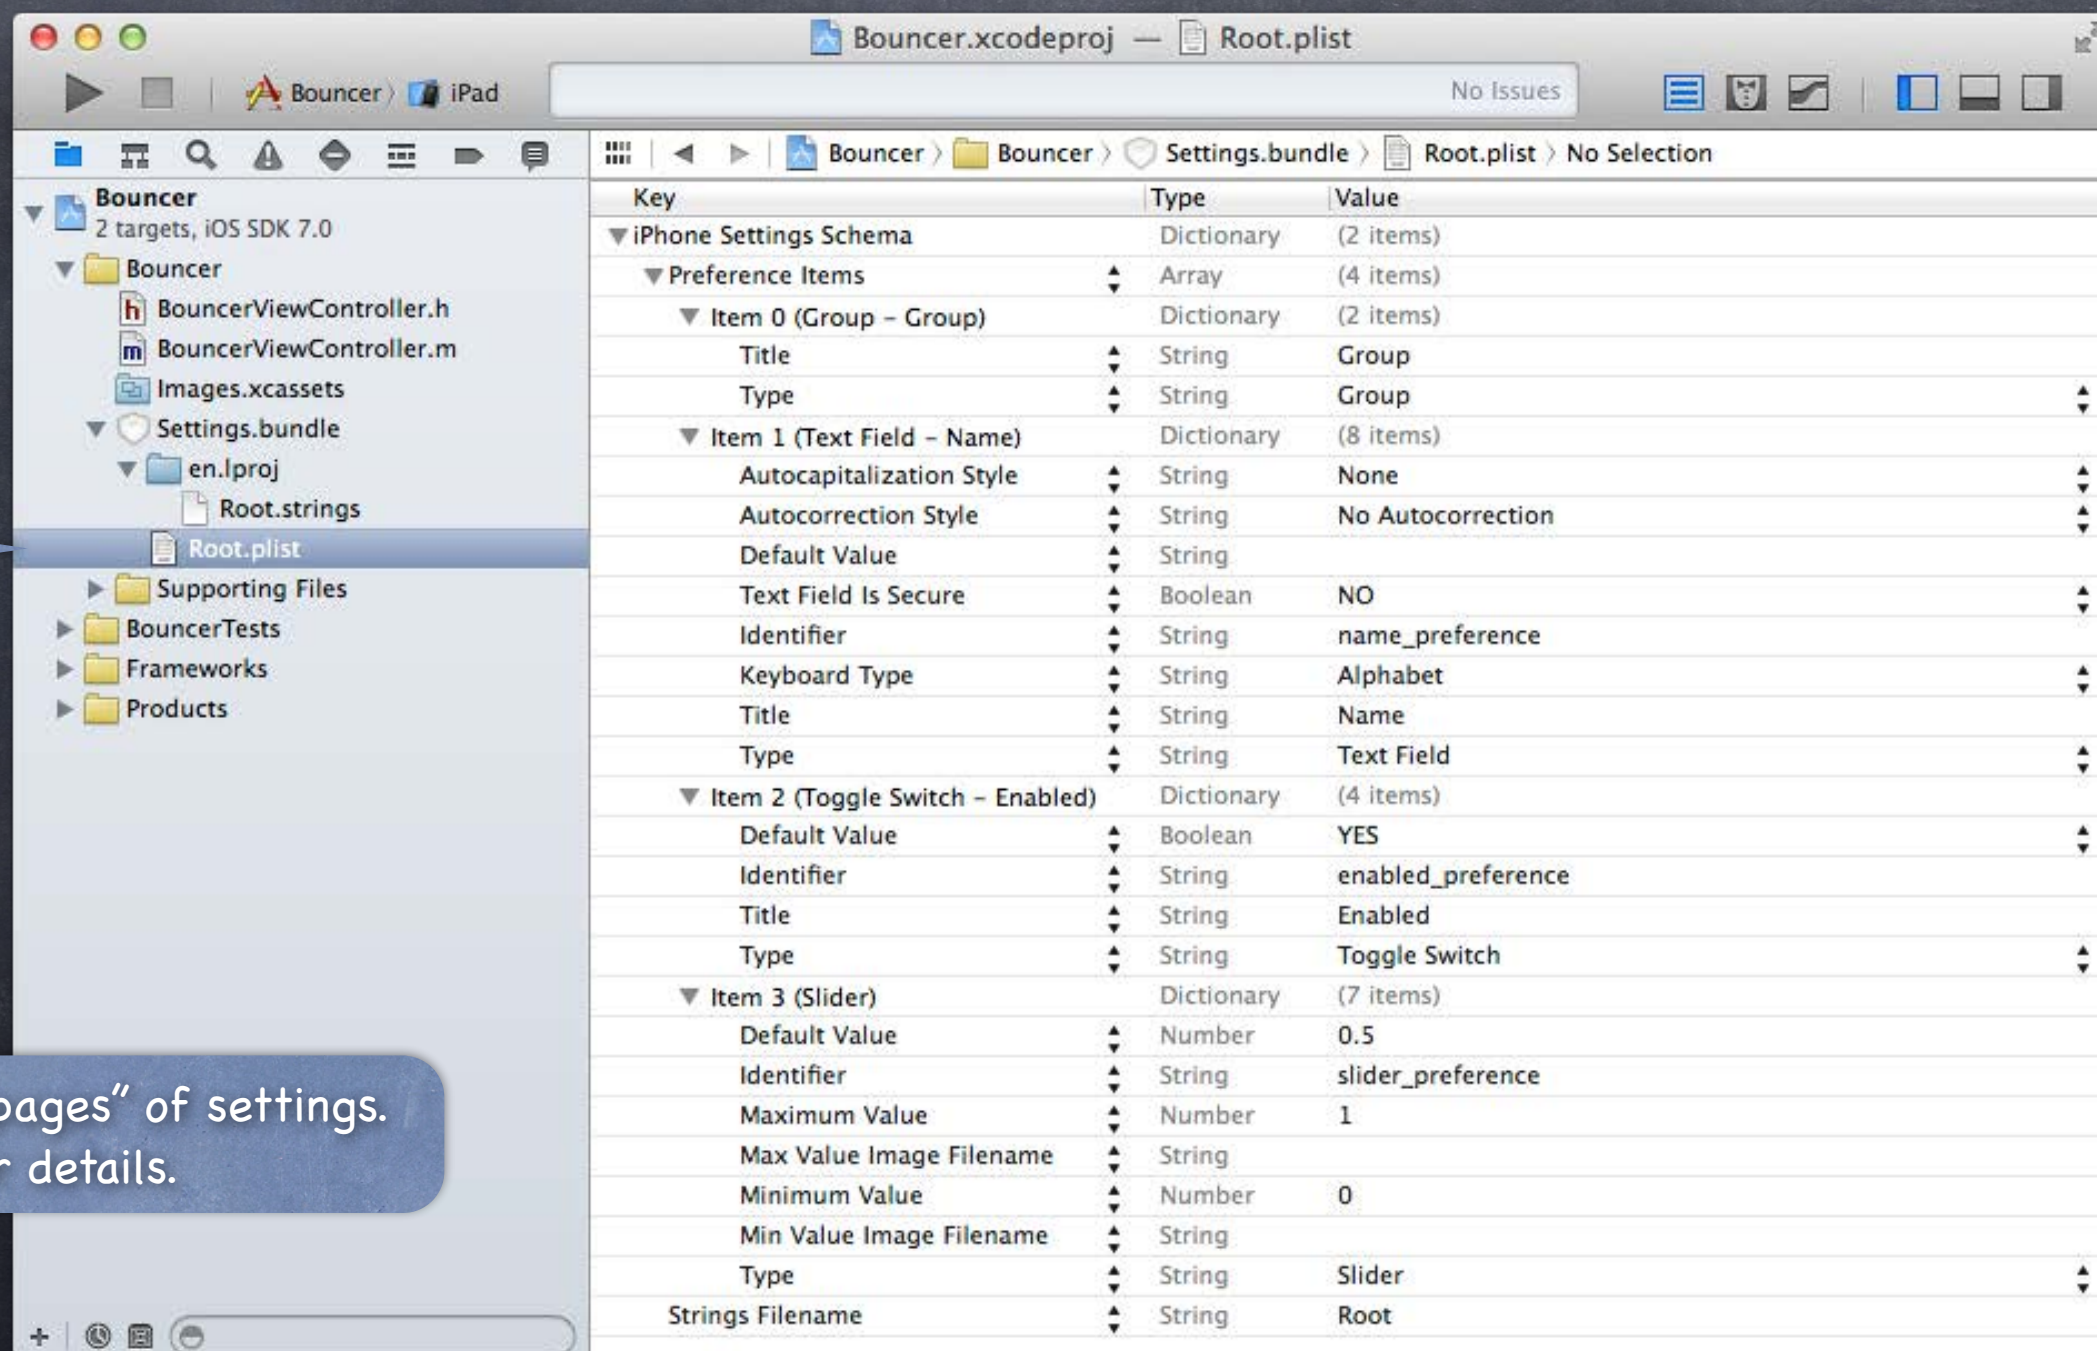 Bouncer.xcodeproj — Root.plist
Bouncer iPad
No Issues
Bouncer Bouncer Settings.bundle Root.plist No Selection
Bouncer
2 targets, iOS SDK 7.0
Bouncer
BouncerViewController.h
BouncerViewController.m
Images.xcassets
Settings.bundle
en.lproj
Root.strings
Root.plist
Supporting Files
BouncerTests
Frameworks
Products
pages” of settings.
r details.
Key Type Value
iPhone Settings Schema Dictionary (2 items)
Preference Items Array (4 items)
Item 0 (Group – Group) Dictionary (2 items)
Title String Group
Type String Group
Item 1 (Text Field – Name) Dictionary (8 items)
Autocapitalization Style String None
Autocorrection Style String No Autocorrection
Default Value String
Text Field Is Secure Boolean NO
Identifier String name_preference
Keyboard Type String Alphabet
Title String Name
Type String Text Field
Item 2 (Toggle Switch – Enabled) Dictionary (4 items)
Default Value Boolean YES
Identifier String enabled_preference
Title String Enabled
Type String Toggle Switch
Item 3 (Slider) Dictionary (7 items)
Default Value Number 0.5
Identifier String slider_preference
Maximum Value Number 1
Max Value Image Filename String
Minimum Value Number 0
Min Value Image Filename String
Type String Slider
Strings Filename String Root